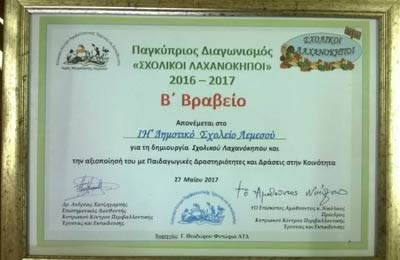 Παγκύπριος Διαγωνισμός
«ΣΧΟΛΙΚΟΙ ΛΑΧΑΝΟΚΗΠΟΙ»
2016 – 2017
ΣΧΟΛΙΚΟΙ
ΛΑΧΑΝΟΚΗΠΟΙ
Β΄ Βραβείο
Απονέμεται στο
ΙΗ΄ Δημοτικό Σχολείο Λεμεσού
για τη δημιουργία Σχολικού Λαχανόκηπου και
την αξιοποίησή του με Παιδαγωγικές Δραστηριότητες και Δράσεις στην Κοινότητα
27 Μαΐου 2017
Δρ. Ανδρέας Χατζηχαμπής
Επιστημονικός Διευθυντής
Κυπριακού Κέντρου Περιβαλλοντικής
Έρευνας και Εκπαίδευσης
†Ο Επίσκοπος Αμαθούντος κ. Νικόλαος
Πρόεδρος
Κυπριακού Κέντρου Περιβαλλοντικής
Έρευνας και Εκπαίδευσης
Χορηγός: Γ. Θεοδώρου Φυτώρια ΛΤΔ